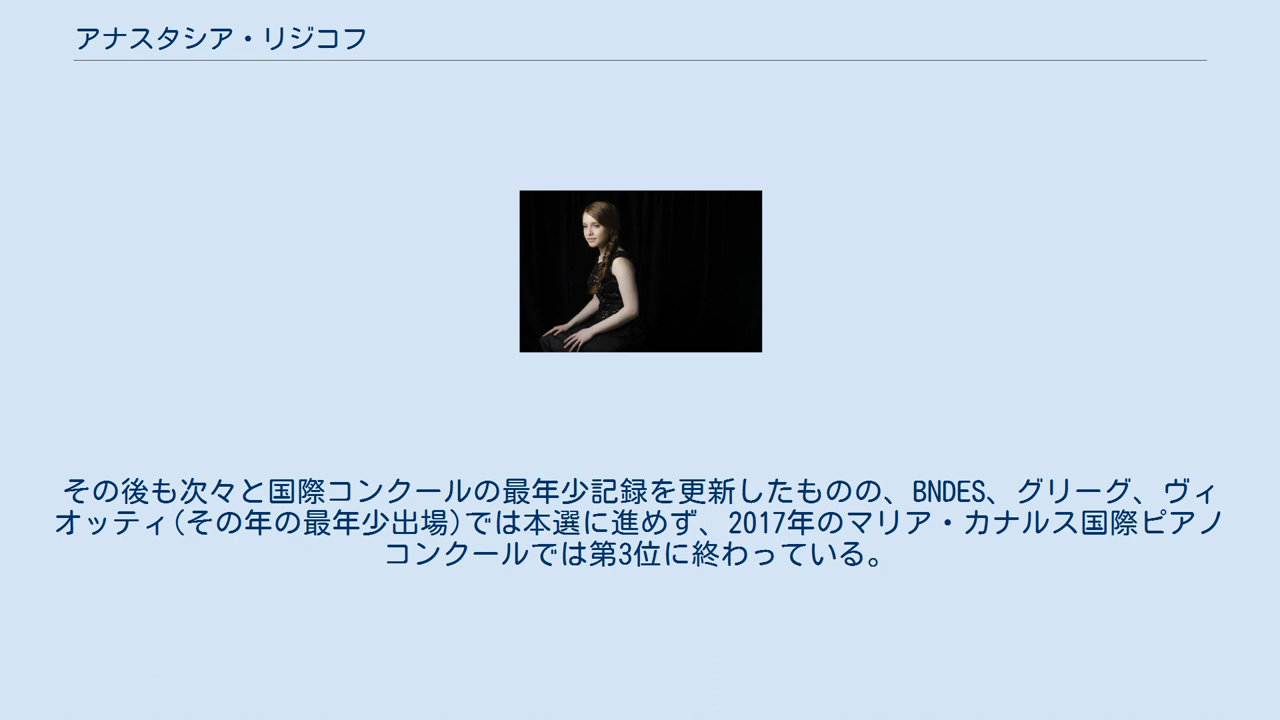 アナスタシア・リジコフ
その後も次々と国際コンクールの最年少記録を更新したものの、BNDES、グリーグ、ヴィ
オッティ(その年の最年少出場)では本選に進めず、2017年のマリア・カナルス国際ピアノ
コンクールでは第3位に終わっている。